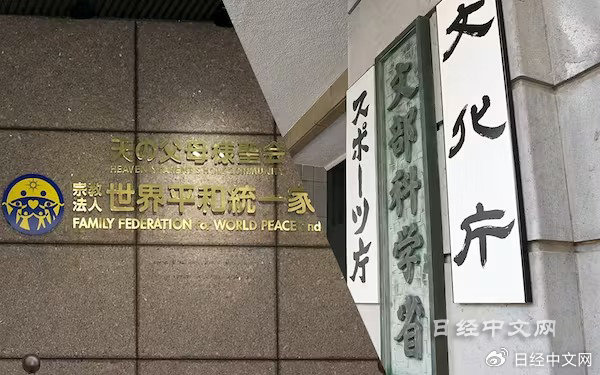 天の父母様聖会
宗教
法人
世界平和統一家
FAMILY FEDERATION for WORLD PEACE and
文化庁
文部科学省
スポーツ庁
日经中文网
@日经中文网